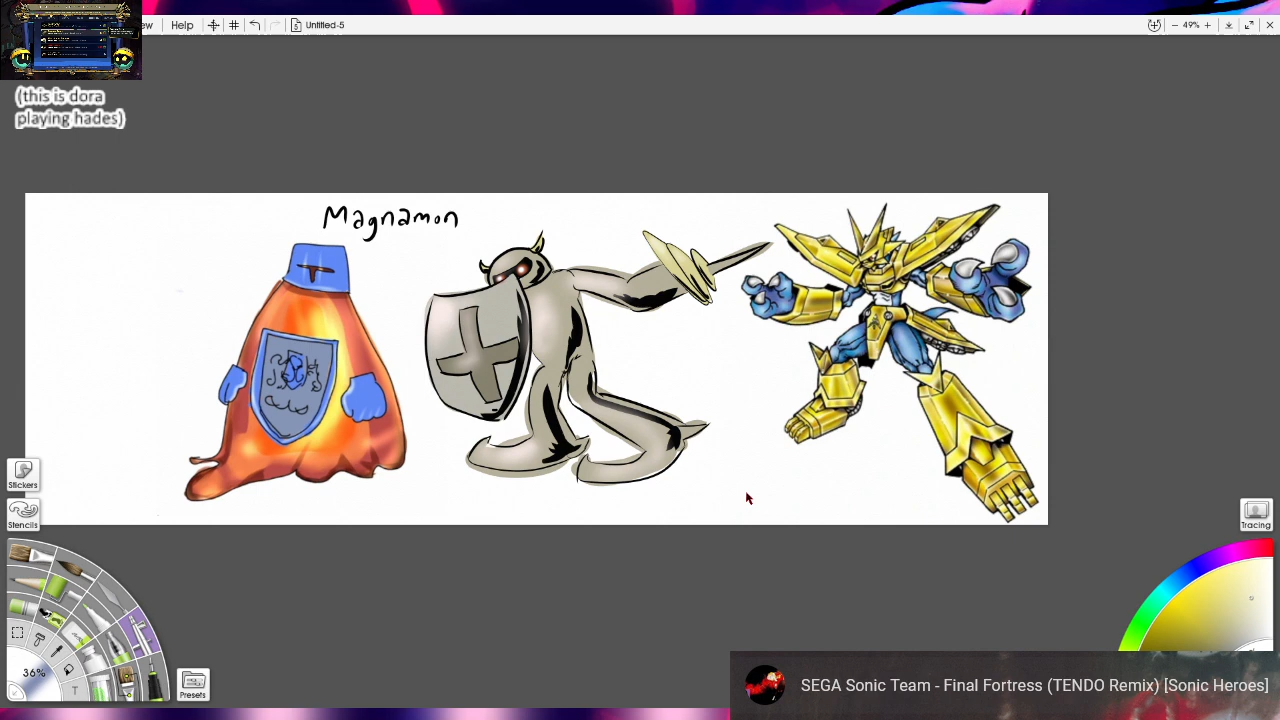 ew
Help
Untitled-5
49%
(this is dora
playing hades)
Magnamon
Stickers
Stencils
Tracing
36%
T
Presets
SEGA Sonic Team - Final Fortress (TENDO Remix) [Sonic Heroes]